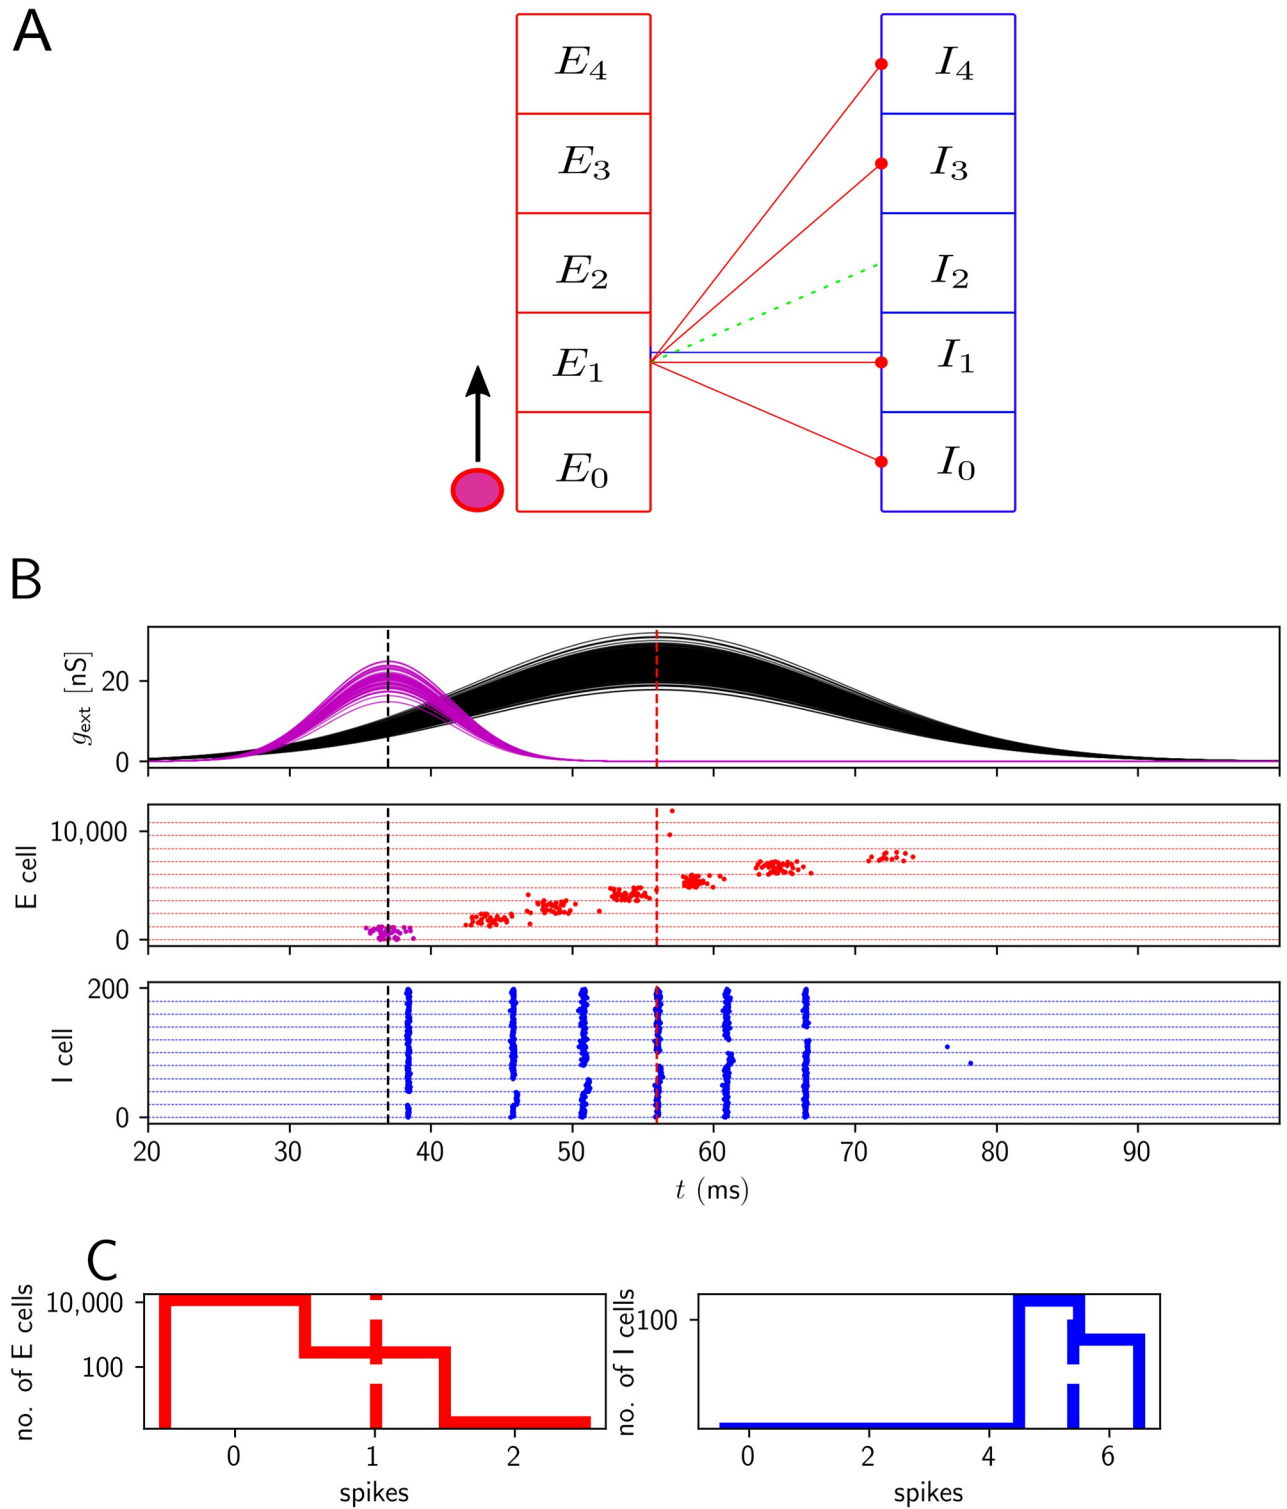 A
E4 I4
E3 I3
E2 I2
E1 I1
E0 I0
B
gext [nS]
20
0
E cell
10,000
0
I cell
200
0
20 30 40 50 60 70 80 90
t (ms)
C
no. of E cells
10,000
100
0 1 2
spikes
no. of I cells
100
0 2 4 6
spikes